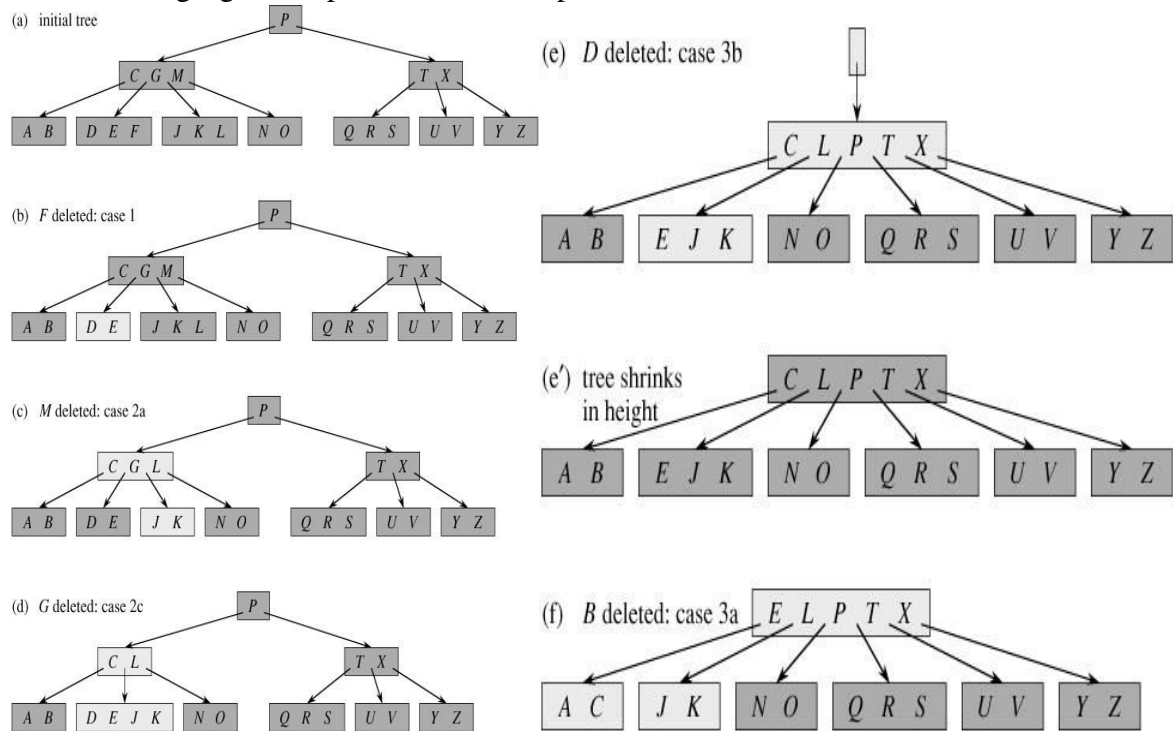 (a) initial tree
P
C G M
T X
A B
D E F
J K L
N O
Q R S
U V
Y Z
(b) F deleted: case 1
P
C G M
T X
A B
D E
J K L
N O
Q R S
U V
Y Z
(c) M deleted: case 2a
P
C G L
T X
A B
D E
J K
N O
Q R S
U V
Y Z
(d) G deleted: case 2c
P
C L
T X
A B
D E J K
N O
Q R S
U V
Y Z
(e) D deleted: case 3b
C L P T X
A B
E J K
N O
Q R S
U V
Y Z
(e′) tree shrinks
in height
C L P T X
A B
E J K
N O
Q R S
U V
Y Z
(f) B deleted: case 3a
E L P T X
A C
J K
N O
Q R S
U V
Y Z